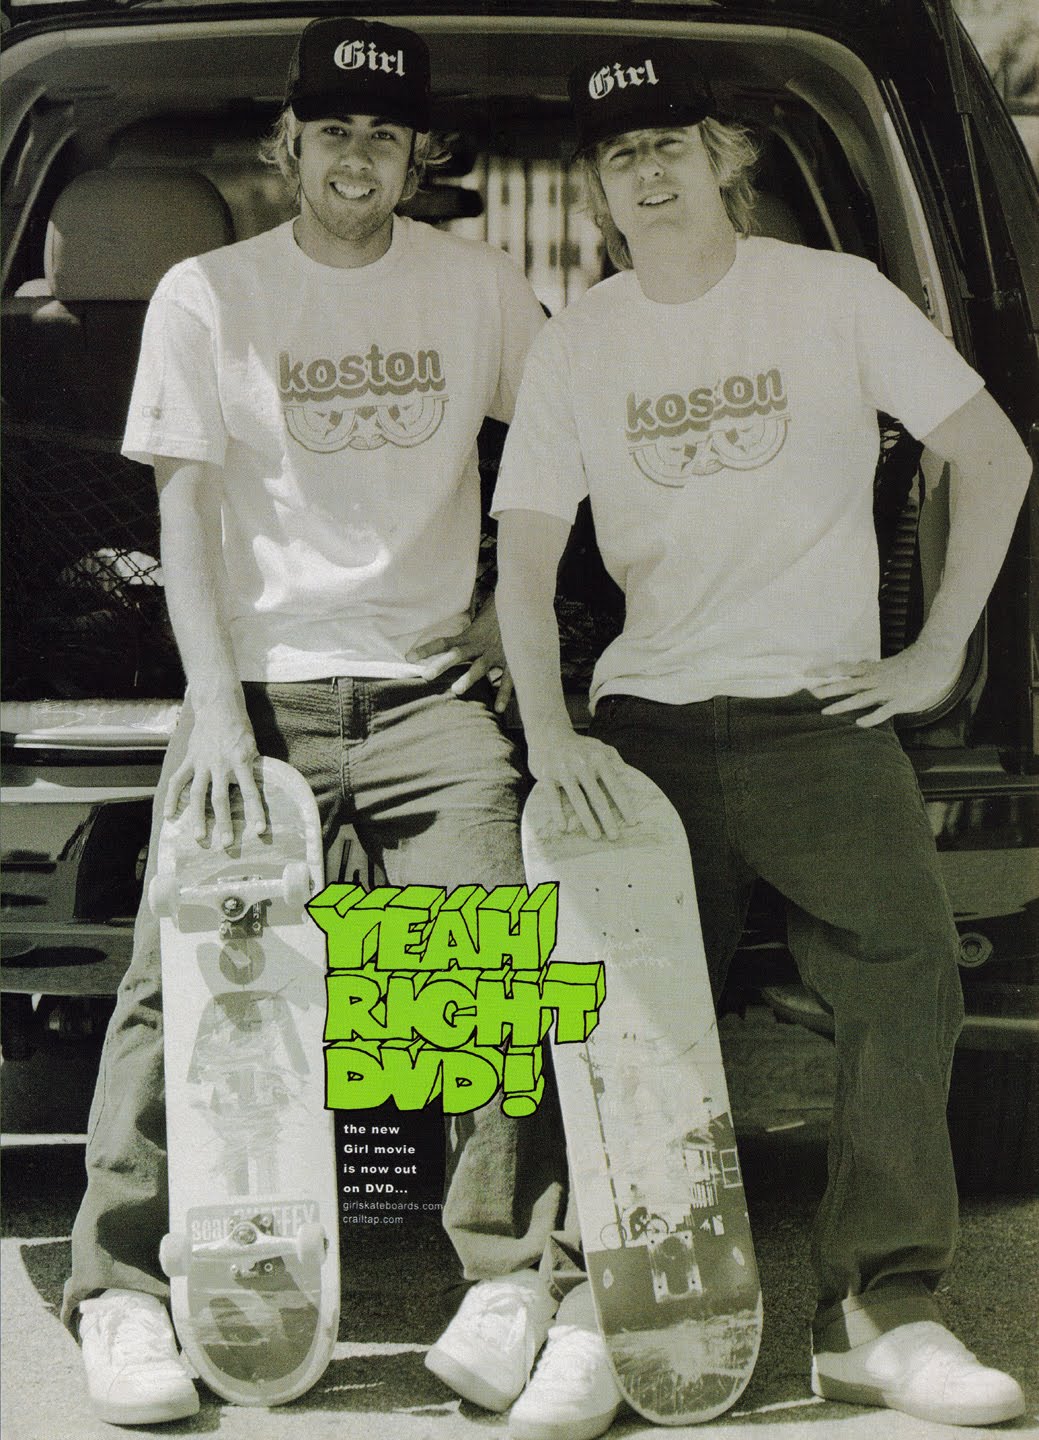 Girl
Girl
koston
koston
YEAH
RIGHT
DVD!
the new
Girl movie
is now out
on DVD...
girlskateboards.com
crailtap.com